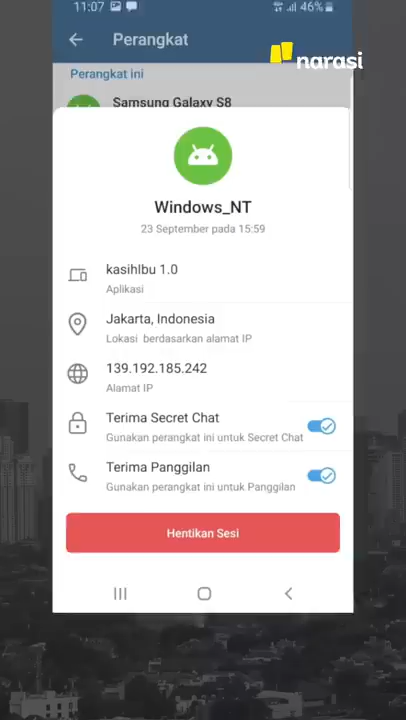 11:07
46%
Perangkat
narasi
Perangkat ini
Samsung Galaxy S8
Windows_NT
23 September pada 15:59
kasihIbu 1.0
Aplikasi
Jakarta, Indonesia
Lokasi berdasarkan alamat IP
139.192.185.242
Alamat IP
Terima Secret Chat
Gunakan perangkat ini untuk Secret Chat
Terima Panggilan
Gunakan perangkat ini untuk Panggilan
Hentikan Sesi